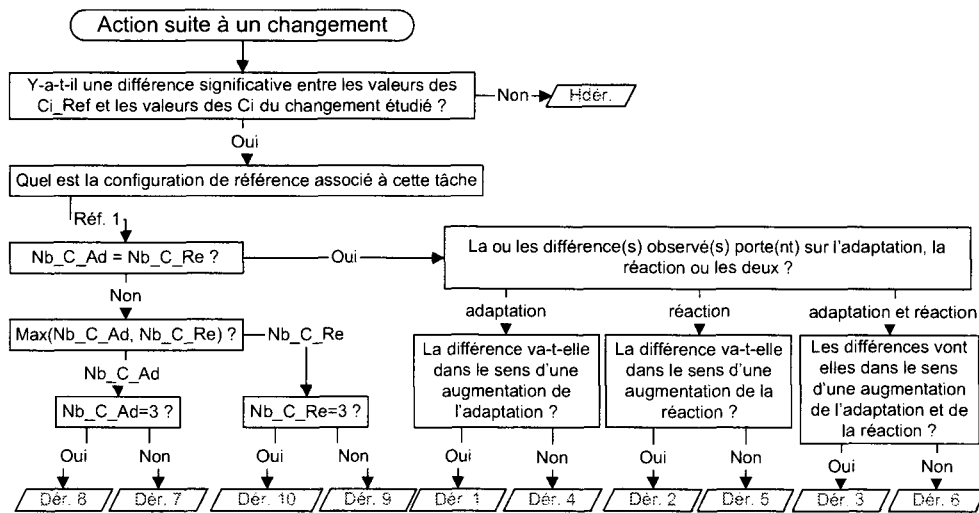 Action suite à un changement
Y-a-t-il une différence significative entre les valeurs des
Ci_Ref et les valeurs des Ci du changement étudié ?
Non
Hdér.
Oui
Quel est la configuration de référence associé à cette tâche
Réf. 1
Nb_C_Ad = Nb_C_Re ?
Oui
La ou les différence(s) observé(s) porte(nt) sur l'adaptation, la
réaction ou les deux ?
Non
adaptation
réaction
adaptation et réaction
Max(Nb_C_Ad, Nb_C_Re) ?
Nb_C_Re
Nb_C_Ad
La différence va-t-elle
dans le sens d'une
augmentation de
l'adaptation ?
La différence va-t-elle
dans le sens d'une
augmentation de la
réaction ?
Les différences vont
elles dans le sens
d'une augmentation
de l'adaptation et de
la réaction ?
Nb_C_Ad=3 ?
Nb_C_Re=3 ?
Oui
Non
Oui
Non
Oui
Non
Oui
Non
Oui
Non
Dér. 8
Dér. 7
Dér. 10
Dér. 9
Dér. 1
Dér. 4
Dér. 2
Dér. 5
Dér. 3
Dér. 6